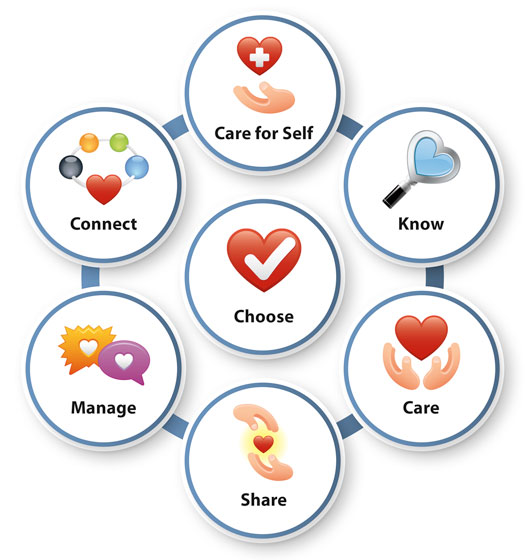 Care for Self
Connect
Know
Choose
Manage
Care
Share